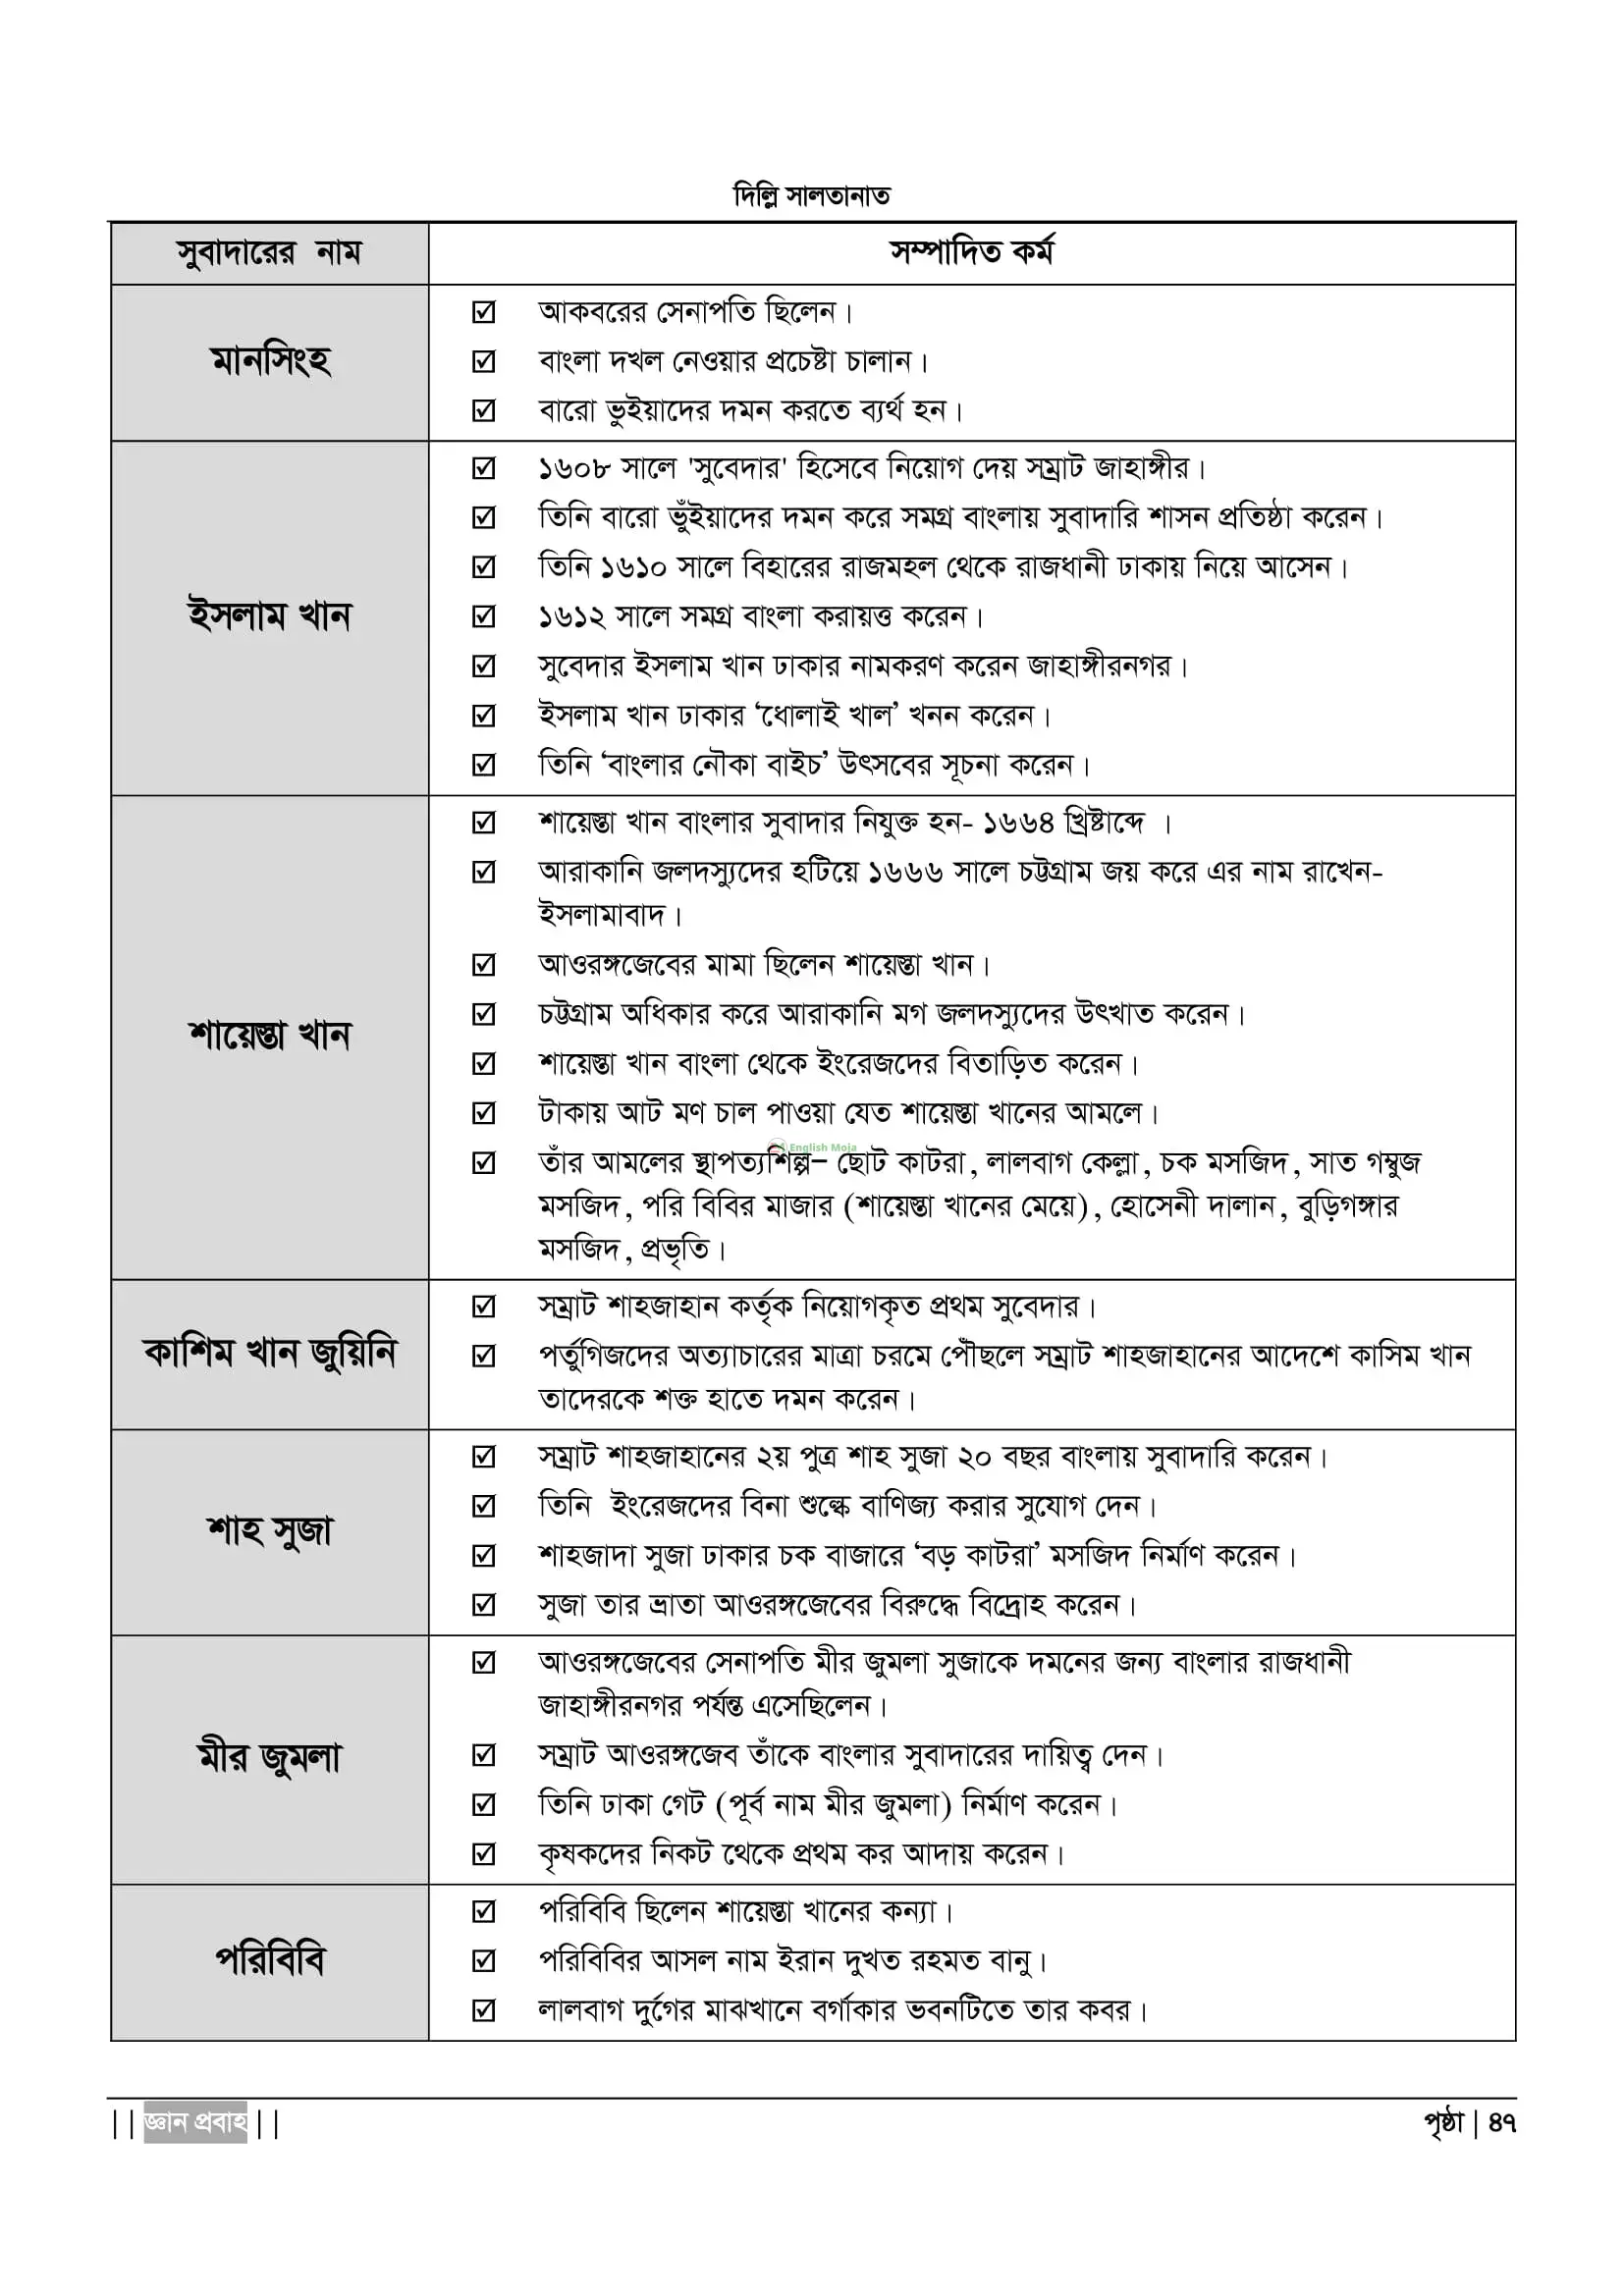 দিল্লি সালতানাত
সুবাদারের নাম
সম্পাদিত কর্ম
মানসিংহ
☑ আকবরের সেনাপতি ছিলেন।
☑ বাংলা দখল নেওয়ার প্রচেষ্টা চালান।
☑ বারো ভুইয়াদের দমন করতে ব্যর্থ হন।
ইসলাম খান
☑ ১৬০৮ সালে 'সুবেদার' হিসেবে নিয়োগ দেয় সম্রাট জাহাঙ্গীর।
☑ তিনি বারো ভুঁইয়াদের দমন করে সমগ্র বাংলায় সুবাদারি শাসন প্রতিষ্ঠা করেন।
☑ তিনি ১৬১০ সালে বিহারের রাজমহল থেকে রাজধানী ঢাকায় নিয়ে আসেন।
☑ ১৬১২ সালে সমগ্র বাংলা করায়ত্ত করেন।
☑ সুবেদার ইসলাম খান ঢাকার নামকরণ করেন জাহাঙ্গীরনগর।
☑ ইসলাম খান ঢাকার ‘ধোলাই খাল’ খনন করেন।
☑ তিনি ‘বাংলার নৌকা বাইচ’ উৎসবের সূচনা করেন।
শায়েস্তা খান
☑ শায়েস্তা খান বাংলার সুবাদার নিযুক্ত হন- ১৬৬৪ খ্রিষ্টাব্দে ।
☑ আরাকানি জলদস্যুদের হটিয়ে ১৬৬৬ সালে চট্টগ্রাম জয় করে এর নাম রাখেন-
ইসলামাবাদ।
☑ আওরঙ্গজেবের মামা ছিলেন শায়েস্তা খান।
☑ চট্টগ্রাম অধিকার করে আরাকানি মগ জলদস্যুদের উৎখাত করেন।
☑ শায়েস্তা খান বাংলা থেকে ইংরেজদের বিতাড়িত করেন।
☑ টাকায় আট মণ চাল পাওয়া যেত শায়েস্তা খানের আমলে।
English Moja
☑ তাঁর আমলের স্থাপত্যশিল্প– ছোট কাটরা, লালবাগ কেল্লা, চক মসজিদ, সাত গম্বুজ
মসজিদ, পরি বিবির মাজার (শায়েস্তা খানের মেয়ে), হোসেনী দালান, বুড়িগঙ্গার
মসজিদ, প্রভৃতি।
কাশিম খান জুয়িনি
☑ সম্রাট শাহজাহান কর্তৃক নিয়োগকৃত প্রথম সুবেদার।
☑ পর্তুগিজদের অত্যাচারের মাত্রা চরমে পৌঁছলে সম্রাট শাহজাহানের আদেশে কাসিম খান
তাদেরকে শক্ত হাতে দমন করেন।
শাহ সুজা
☑ সম্রাট শাহজাহানের ২য় পুত্র শাহ সুজা ২০ বছর বাংলায় সুবাদারি করেন।
☑ তিনি ইংরেজদের বিনা শুল্কে বাণিজ্য করার সুযোগ দেন।
☑ শাহজাদা সুজা ঢাকার চক বাজারে ‘বড় কাটরা’ মসজিদ নির্মাণ করেন।
☑ সুজা তার ভ্রাতা আওরঙ্গজেবের বিরুদ্ধে বিদ্রোহ করেন।
মীর জুমলা
☑ আওরঙ্গজেবের সেনাপতি মীর জুমলা সুজাকে দমনের জন্য বাংলার রাজধানী
জাহাঙ্গীরনগর পর্যন্ত এসেছিলেন।
☑ সম্রাট আওরঙ্গজেব তাঁকে বাংলার সুবাদারের দায়িত্ব দেন।
☑ তিনি ঢাকা গেট (পূর্ব নাম মীর জুমলা) নির্মাণ করেন।
☑ কৃষকদের নিকট থেকে প্রথম কর আদায় করেন।
পরিবিবি
☑ পরিবিবি ছিলেন শায়েস্তা খানের কন্যা।
☑ পরিবিবির আসল নাম ইরান দুখত রহমত বানু।
☑ লালবাগ দুর্গের মাঝখানে বর্গাকার ভবনটিতে তার কবর।
|| জ্ঞান প্রবাহ ||
পৃষ্ঠা | ৪৭